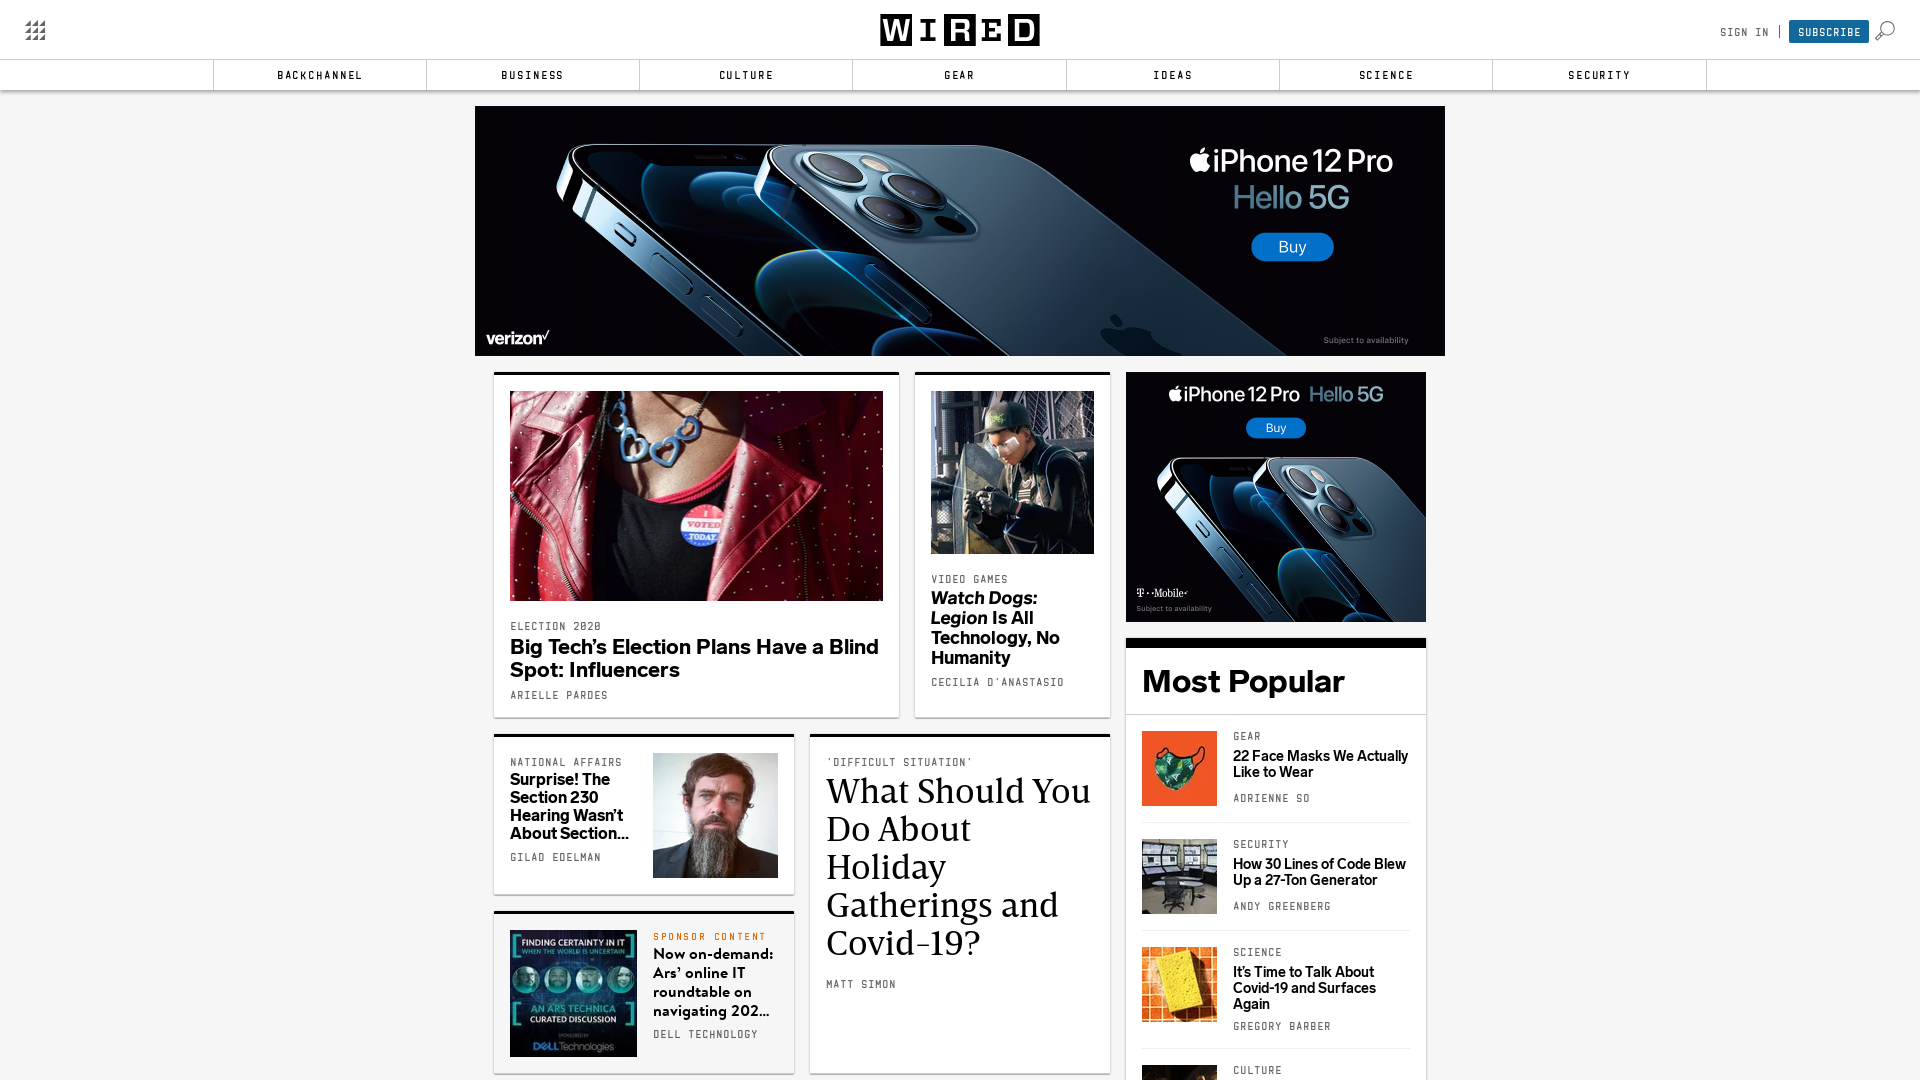 WIRED
SIGN IN
SUBSCRIBE
BACKCHANNEL
BUSINESS
CULTURE
GEAR
IDEAS
SCIENCE
SECURITY
iPhone 12 Pro
Hello 5G
Buy
verizon✓
Subject to availability
I
VOTED
TODAY
ELECTION 2020
Big Tech’s Election Plans Have a Blind
Spot: Influencers
ARIELLE PARDES
VIDEO GAMES
Watch Dogs:
Legion Is All
Technology, No
Humanity
CECILIA D'ANASTASIO
iPhone 12 Pro Hello 5G
Buy
T··Mobile
Subject to availability
NATIONAL AFFAIRS
Surprise! The
Section 230
Hearing Wasn’t
About Section...
GILAD EDELMAN
SPONSOR CONTENT
Now on-demand:
Ars’ online IT
roundtable on
navigating 202...
DELL TECHNOLOGY
FINDING CERTAINTY IN IT
WHEN THE WORLD IS UNCERTAIN
AN ARS TECHNICA
CURATED DISCUSSION
SPONSORED BY
DELL Technologies
'DIFFICULT SITUATION'
What Should You
Do About
Holiday
Gatherings and
Covid-19?
MATT SIMON
Most Popular
GEAR
22 Face Masks We Actually
Like to Wear
ADRIENNE SO
SECURITY
How 30 Lines of Code Blew
Up a 27-Ton Generator
ANDY GREENBERG
SCIENCE
It’s Time to Talk About
Covid-19 and Surfaces
Again
GREGORY BARBER
CULTURE